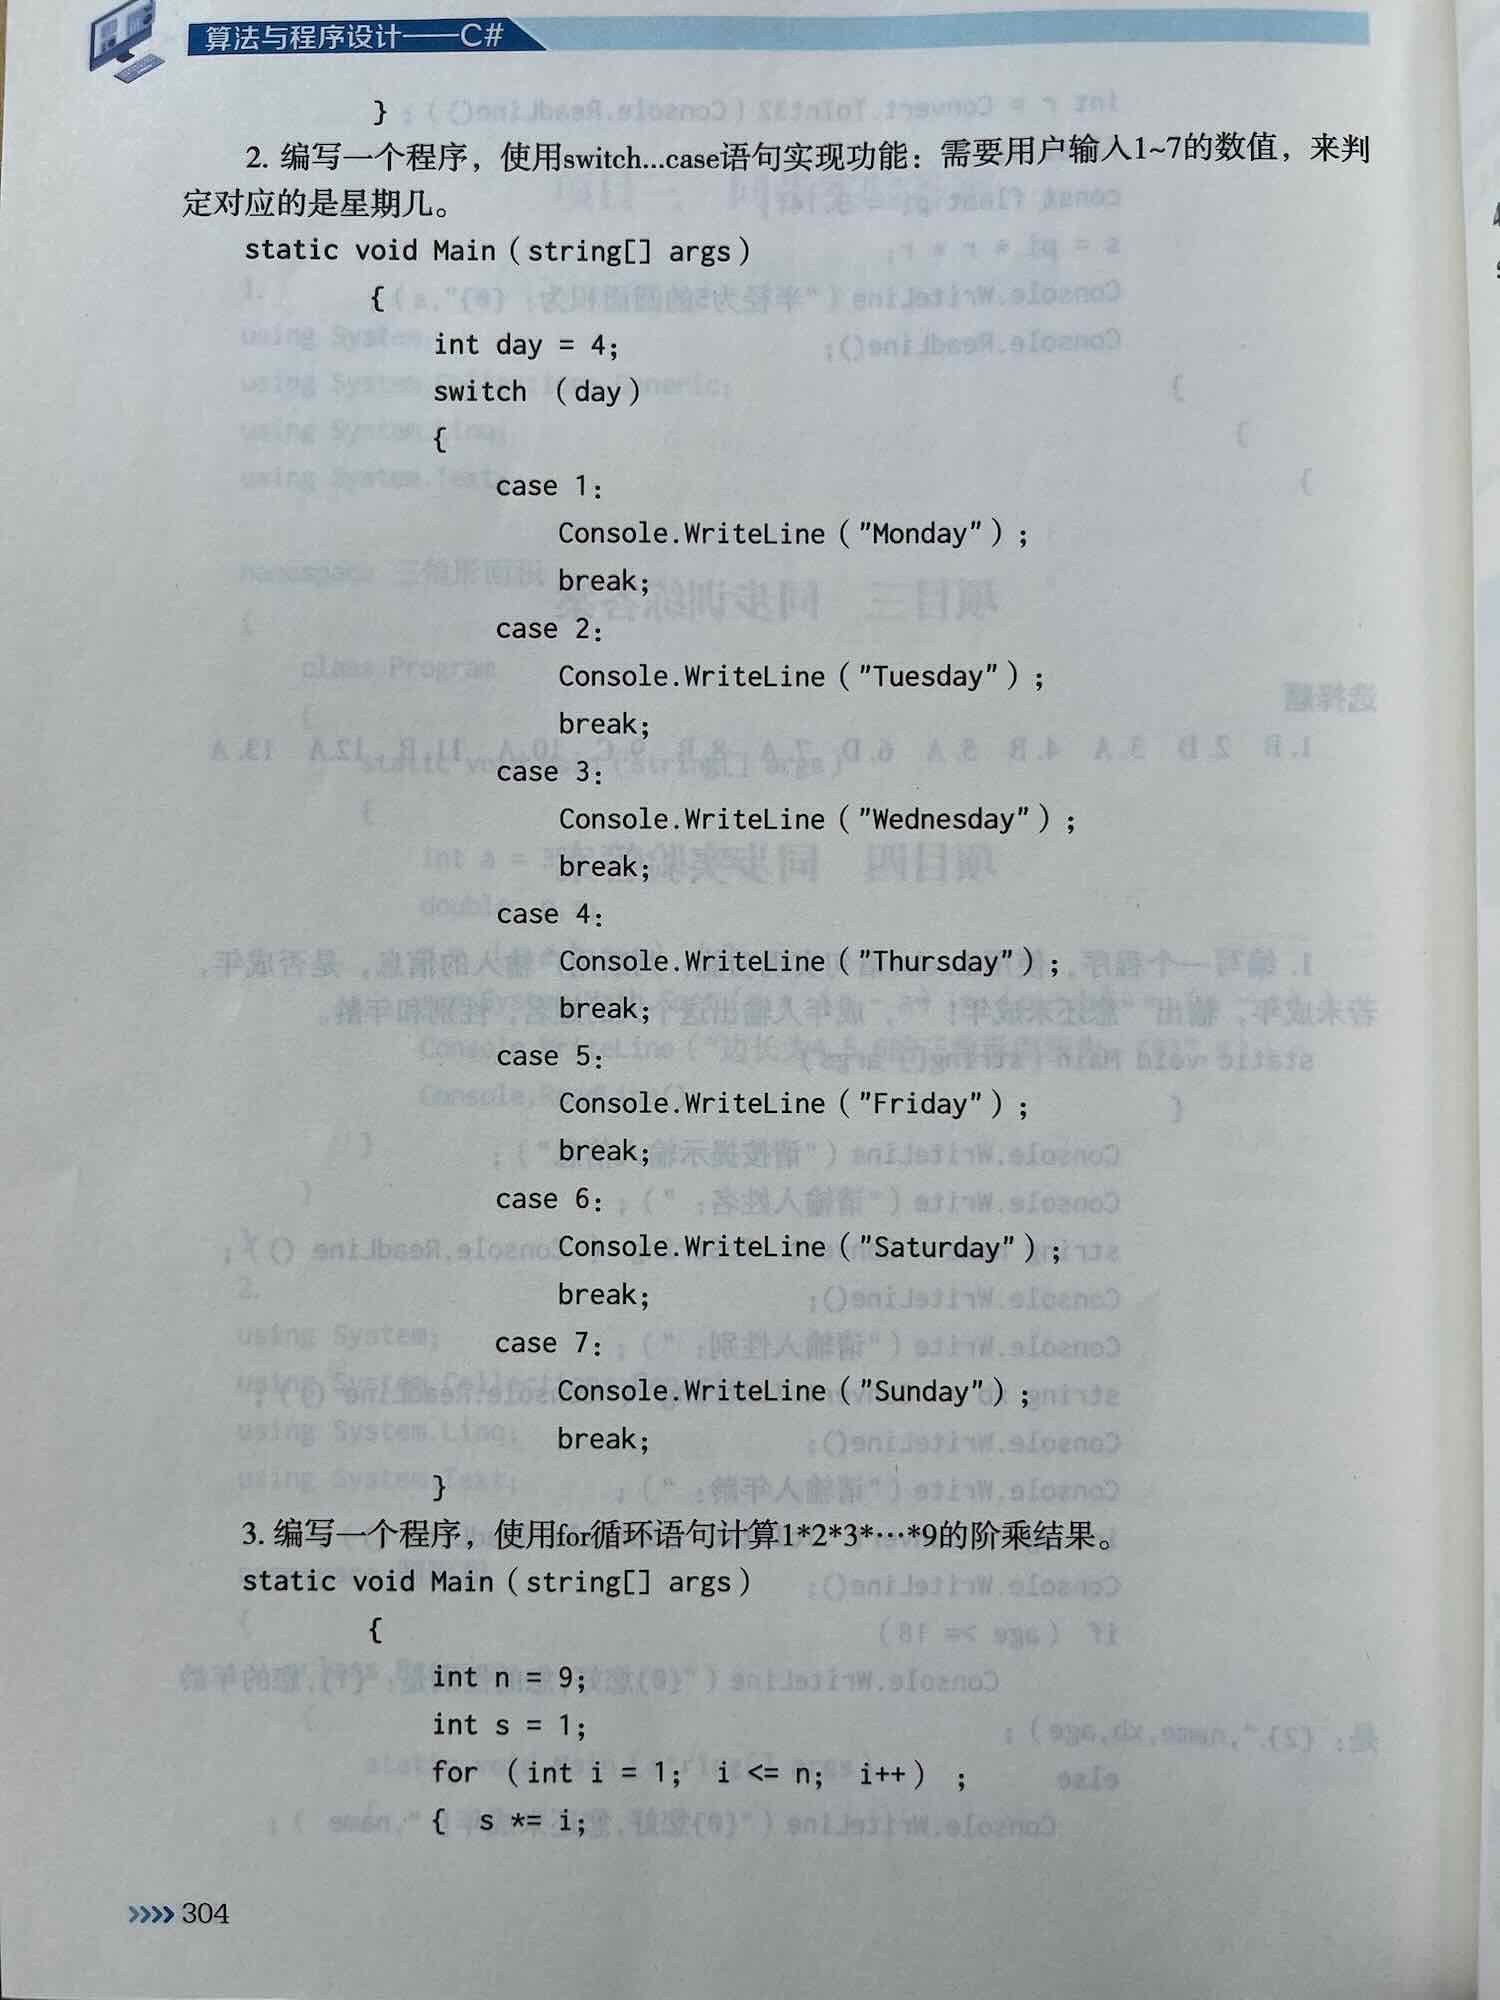 算法与程序设计——C#
}
2. 编写一个程序，使用switch...case语句实现功能：需要用户输入1~7的数值，来判
定对应的是星期几。
static void Main（string[] args）
{
int day = 4;
switch （day）
{
case 1:
Console.WriteLine（"Monday"）;
break;
case 2:
Console.WriteLine（"Tuesday"）;
break;
case 3:
Console.WriteLine（"Wednesday"）;
break;
case 4:
Console.WriteLine（"Thursday"）;
break;
case 5:
Console.WriteLine（"Friday"）;
break;
case 6:
Console.WriteLine（"Saturday"）;
break;
case 7:
Console.WriteLine（"Sunday"）;
break;
}
3. 编写一个程序，使用for循环语句计算1*2*3*…*9的阶乘结果。
static void Main（string[] args）
{
int n = 9;
int s = 1;
for （int i = 1; i <= n; i++） ;
{ s *= i;
304